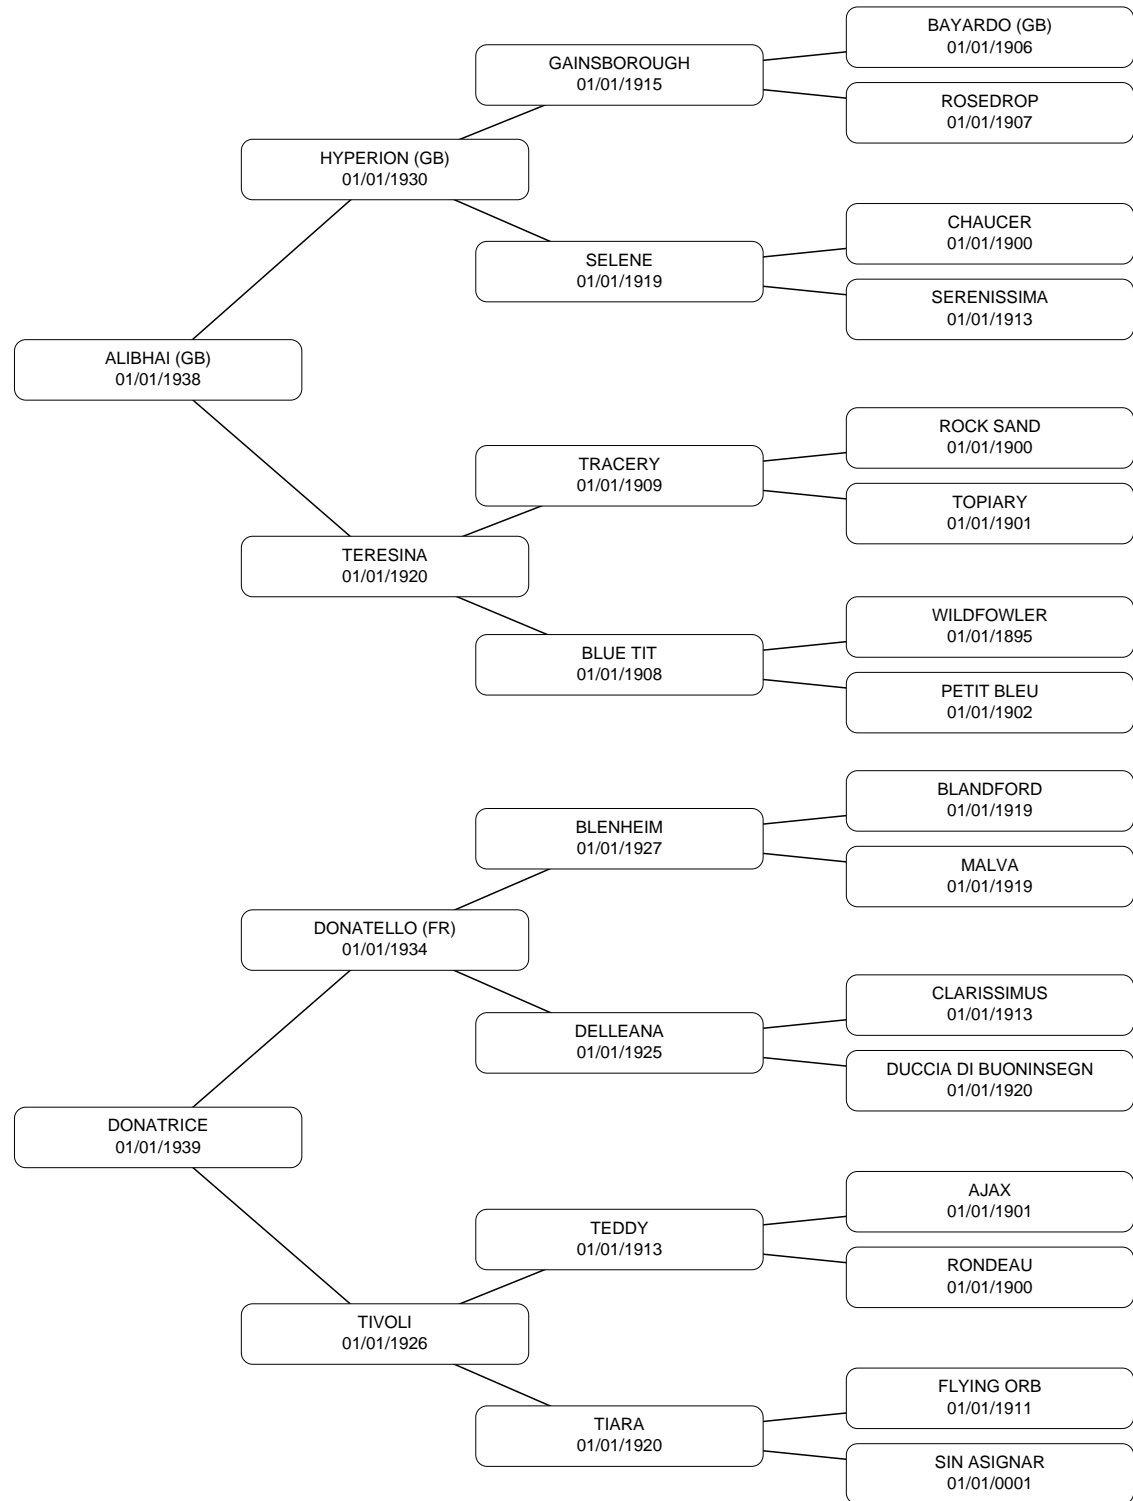 BAYARDO (GB)
01/01/1906
GAINSBOROUGH
01/01/1915
ROSEDROP
01/01/1907
HYPERION (GB)
01/01/1930
CHAUCER
01/01/1900
SELENE
01/01/1919
SERENISSIMA
01/01/1913
ALIBHAI (GB)
01/01/1938
ROCK SAND
01/01/1900
TRACERY
01/01/1909
TOPIARY
01/01/1901
TERESINA
01/01/1920
WILDFOWLER
01/01/1895
BLUE TIT
01/01/1908
PETIT BLEU
01/01/1902
BLANDFORD
01/01/1919
BLENHEIM
01/01/1927
MALVA
01/01/1919
DONATELLO (FR)
01/01/1934
CLARISSIMUS
01/01/1913
DELLEANA
01/01/1925
DUCCIA DI BUONINSEGN
01/01/1920
DONATRICE
01/01/1939
AJAX
01/01/1901
TEDDY
01/01/1913
RONDEAU
01/01/1900
TIVOLI
01/01/1926
FLYING ORB
01/01/1911
TIARA
01/01/1920
SIN ASIGNAR
01/01/0001